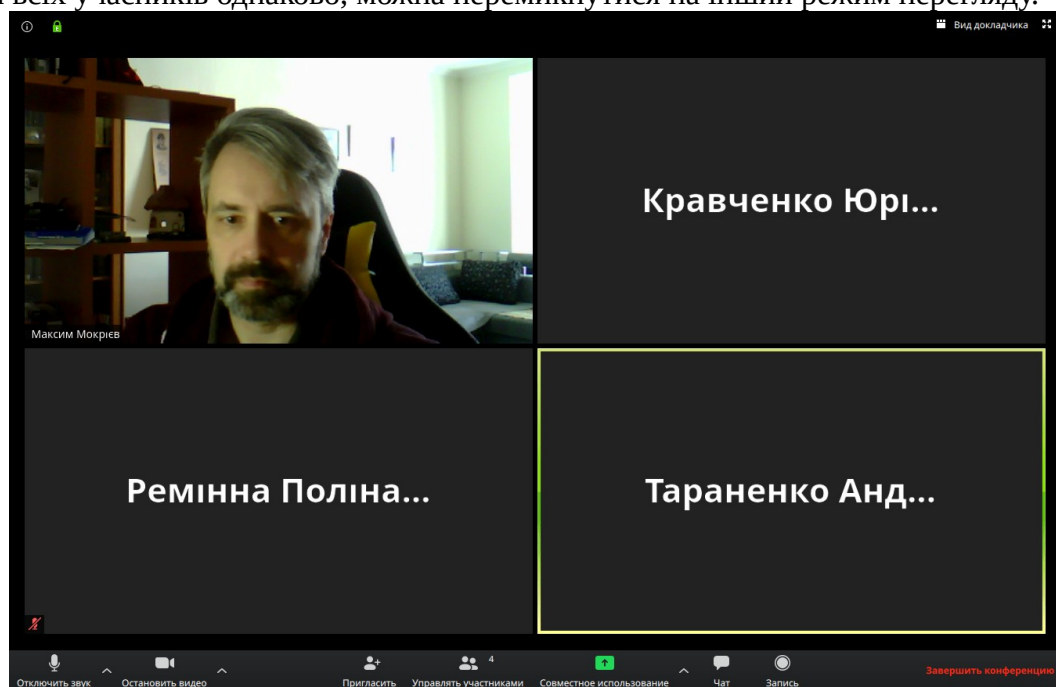 всіх учасників однаково, можна перемикнутися на інший режим перегляду.
Вид докладчика
Максим Мокрієв
Кравченко Юрі...
Ремінна Поліна...
Тараненко Анд...
4
Отключить звук
Остановить видео
Пригласить
Управлять участниками
Совместное использование
Чат
Запись
Завершить конференцию